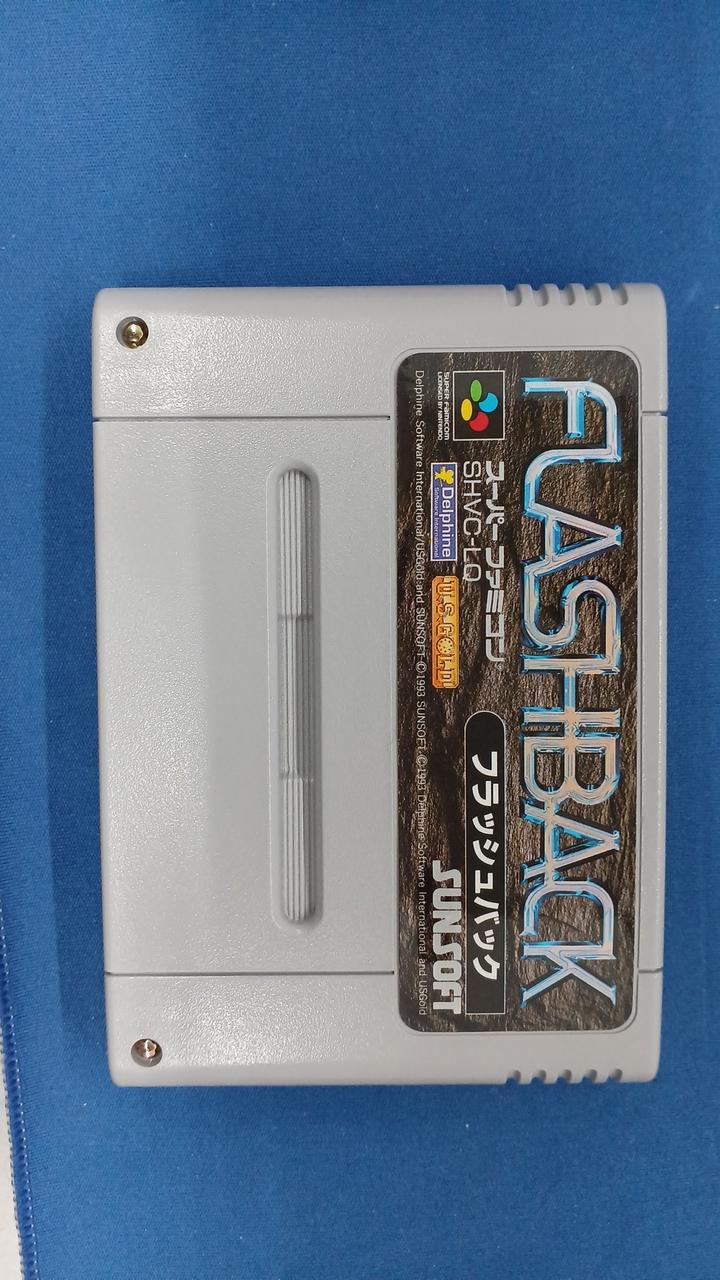 FLASHBACK
SUPER FAMICOM
LICENSED BY NINTENDO
スーパーファミコン
SHVC-LQ
フラッシュバック
Delphine
Software International
U.S. GOLD
SUNSOFT
Delphine Software International/USGold and SUNSOFT ©1993 SUNSOFT ©1993 Delphine Software International and USGold